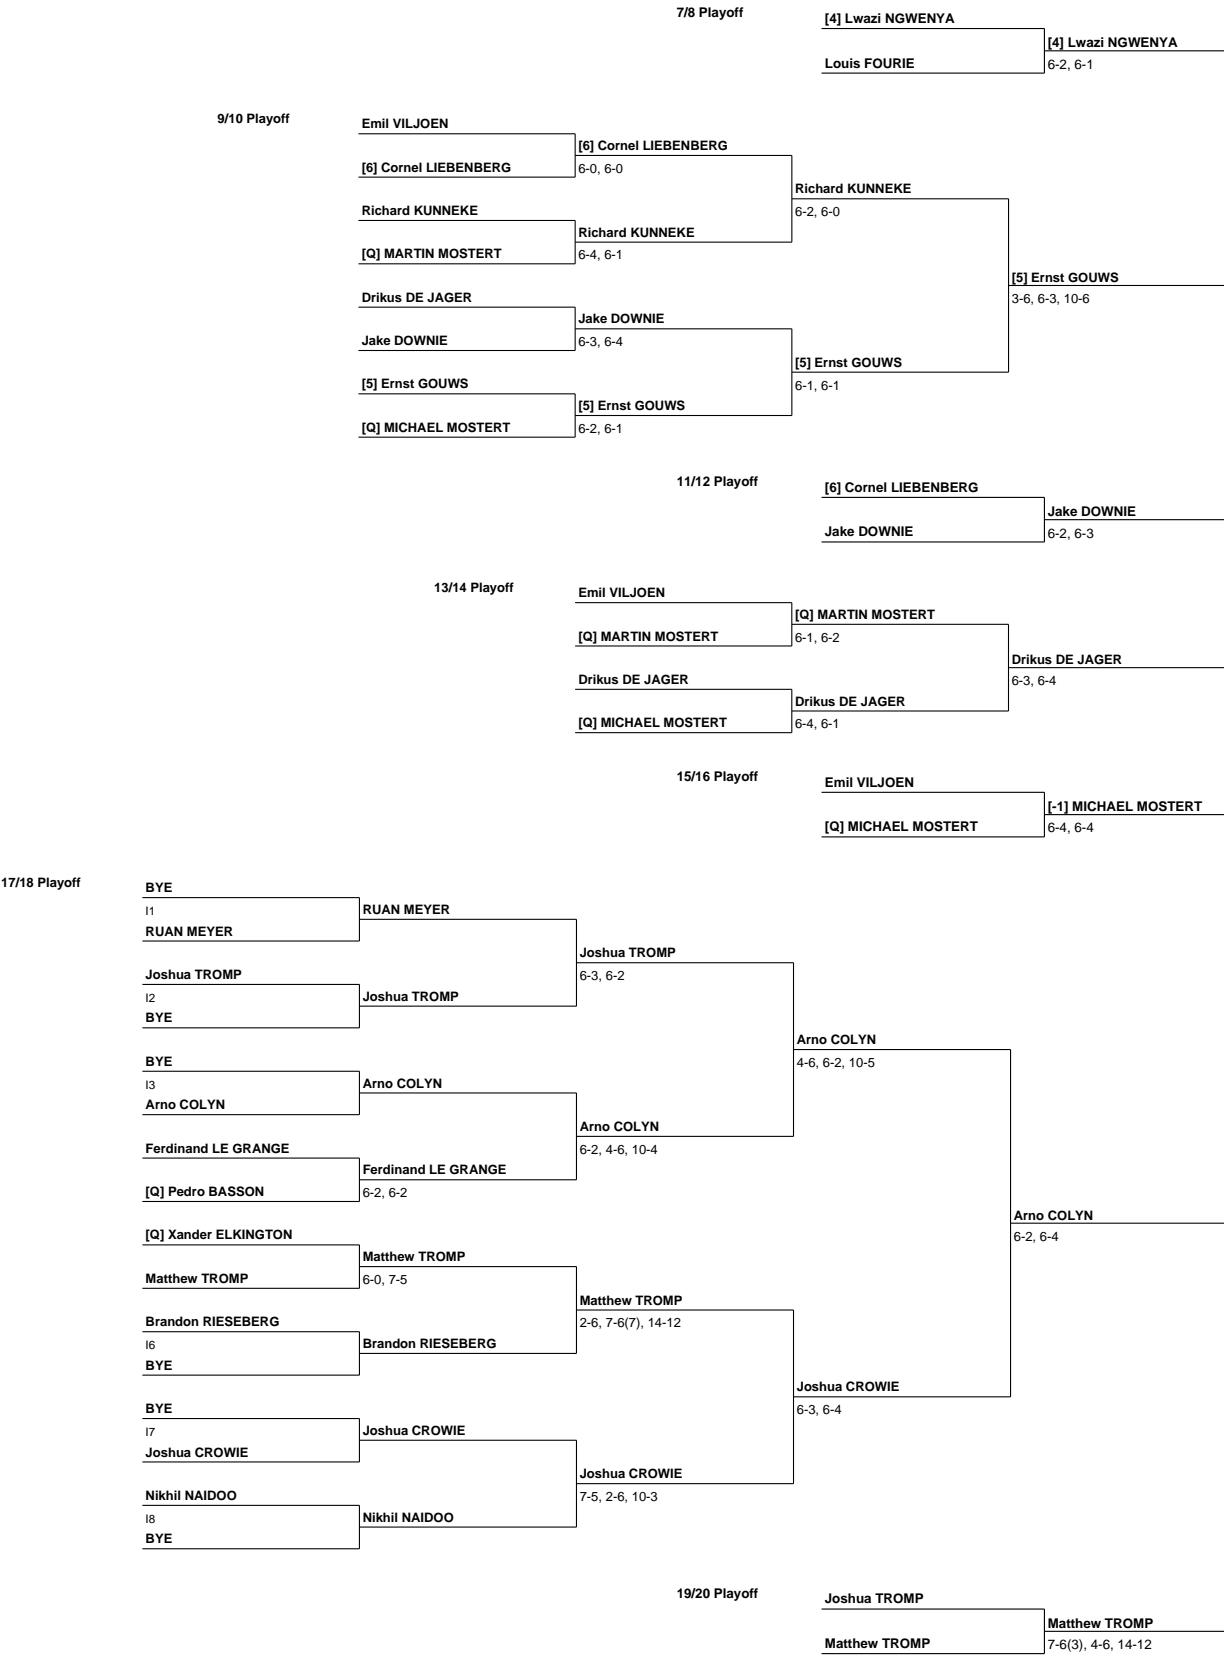 7/8 Playoff
[4] Lwazi NGWENYA
[4] Lwazi NGWENYA
Louis FOURIE
6-2, 6-1
9/10 Playoff
Emil VILJOEN
[6] Cornel LIEBENBERG
[6] Cornel LIEBENBERG
6-0, 6-0
Richard KUNNEKE
Richard KUNNEKE
6-2, 6-0
Richard KUNNEKE
[Q] MARTIN MOSTERT
6-4, 6-1
[5] Ernst GOUWS
Drikus DE JAGER
3-6, 6-3, 10-6
Jake DOWNIE
Jake DOWNIE
6-3, 6-4
[5] Ernst GOUWS
[5] Ernst GOUWS
6-1, 6-1
[5] Ernst GOUWS
[Q] MICHAEL MOSTERT
6-2, 6-1
11/12 Playoff
[6] Cornel LIEBENBERG
Jake DOWNIE
Jake DOWNIE
6-2, 6-3
13/14 Playoff
Emil VILJOEN
[Q] MARTIN MOSTERT
[Q] MARTIN MOSTERT
6-1, 6-2
Drikus DE JAGER
Drikus DE JAGER
6-3, 6-4
Drikus DE JAGER
[Q] MICHAEL MOSTERT
6-4, 6-1
15/16 Playoff
Emil VILJOEN
[-1] MICHAEL MOSTERT
[Q] MICHAEL MOSTERT
6-4, 6-4
17/18 Playoff
BYE
I1
RUAN MEYER
RUAN MEYER
Joshua TROMP
Joshua TROMP
6-3, 6-2
I2
Joshua TROMP
BYE
Arno COLYN
BYE
4-6, 6-2, 10-5
I3
Arno COLYN
Arno COLYN
Arno COLYN
Ferdinand LE GRANGE
6-2, 4-6, 10-4
Ferdinand LE GRANGE
[Q] Pedro BASSON
6-2, 6-2
Arno COLYN
[Q] Xander ELKINGTON
6-2, 6-4
Matthew TROMP
Matthew TROMP
6-0, 7-5
Matthew TROMP
Brandon RIESEBERG
2-6, 7-6(7), 14-12
I6
Brandon RIESEBERG
BYE
Joshua CROWIE
BYE
6-3, 6-4
I7
Joshua CROWIE
Joshua CROWIE
Joshua CROWIE
Nikhil NAIDOO
7-5, 2-6, 10-3
I8
Nikhil NAIDOO
BYE
19/20 Playoff
Joshua TROMP
Matthew TROMP
Matthew TROMP
7-6(3), 4-6, 14-12